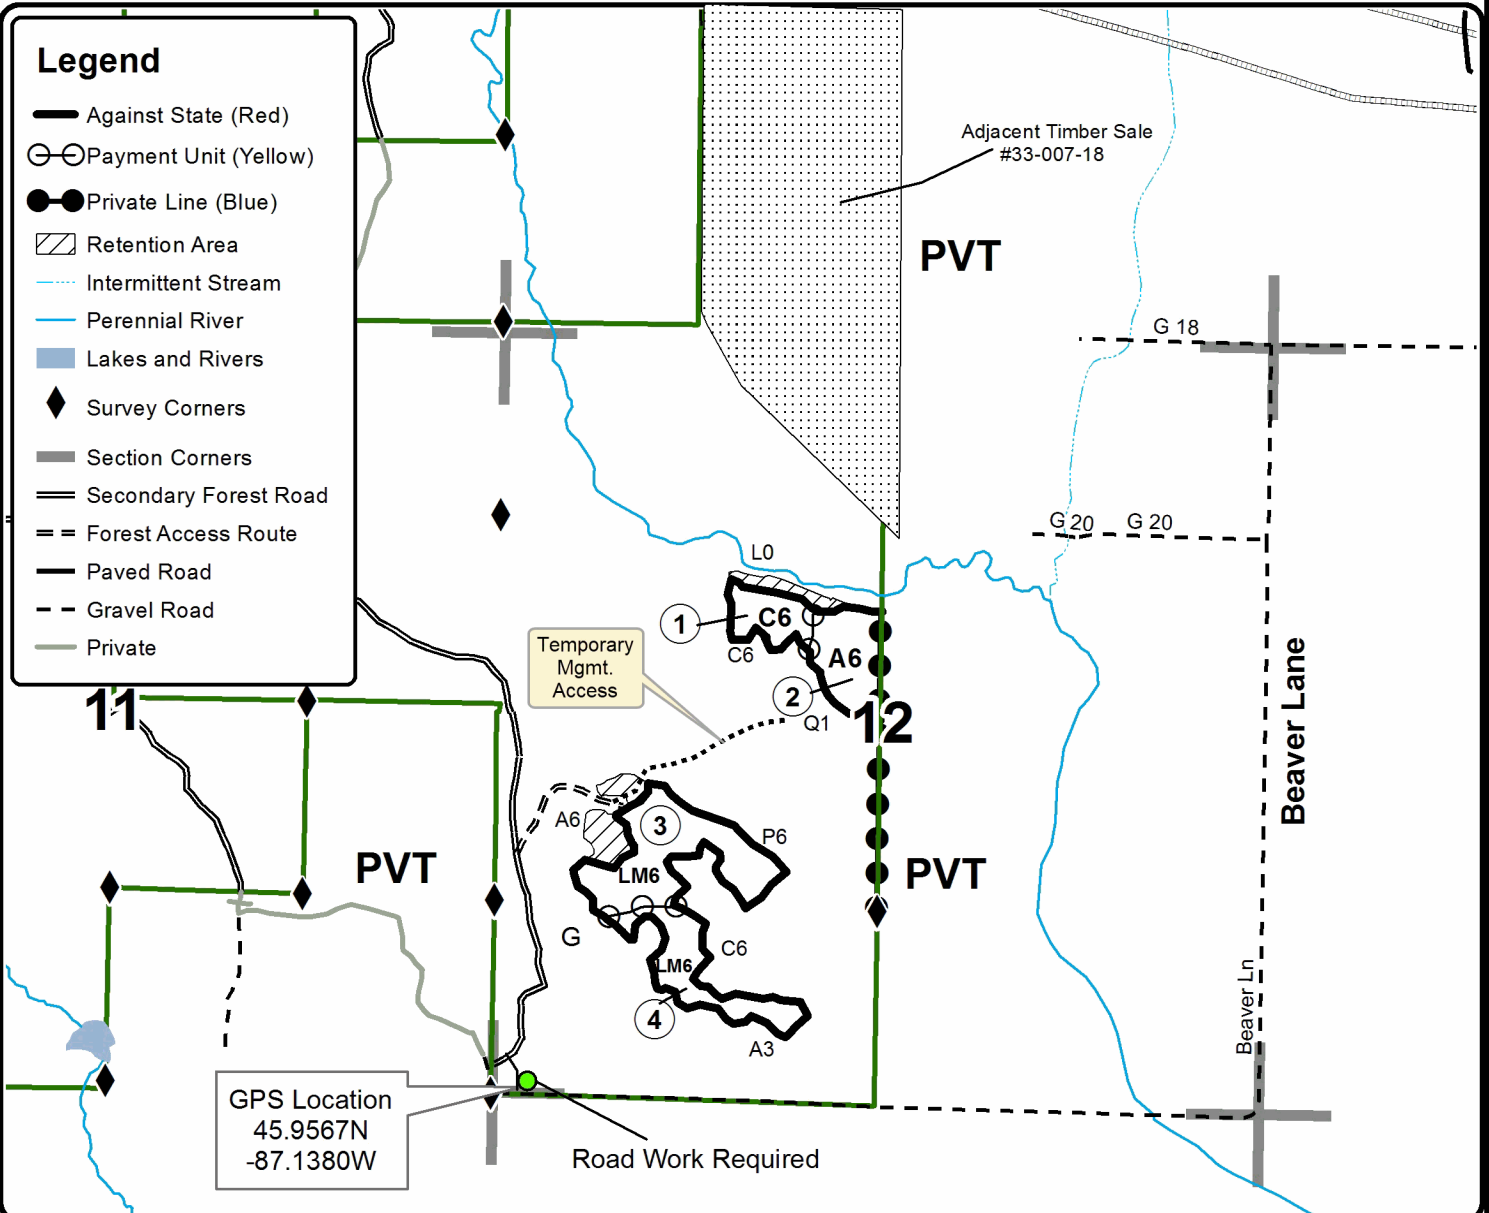 Legend
Against State (Red)
Payment Unit (Yellow)
Private Line (Blue)
Retention Area
Intermittent Stream
Perennial River
Lakes and Rivers
Survey Corners
Section Corners
Secondary Forest Road
Forest Access Route
Paved Road
Gravel Road
Private
Adjacent Timber Sale
#33-007-18
PVT
G 18
G 20
G 20
L0
1
C6
C6
A6
2
Q1
12
Temporary
Mgmt.
Access
11
A6
3
P6
LM6
PVT
PVT
G
C6
LM6
4
A3
Beaver Lane
Beaver Ln
GPS Location
45.9567N
-87.1380W
Road Work Required